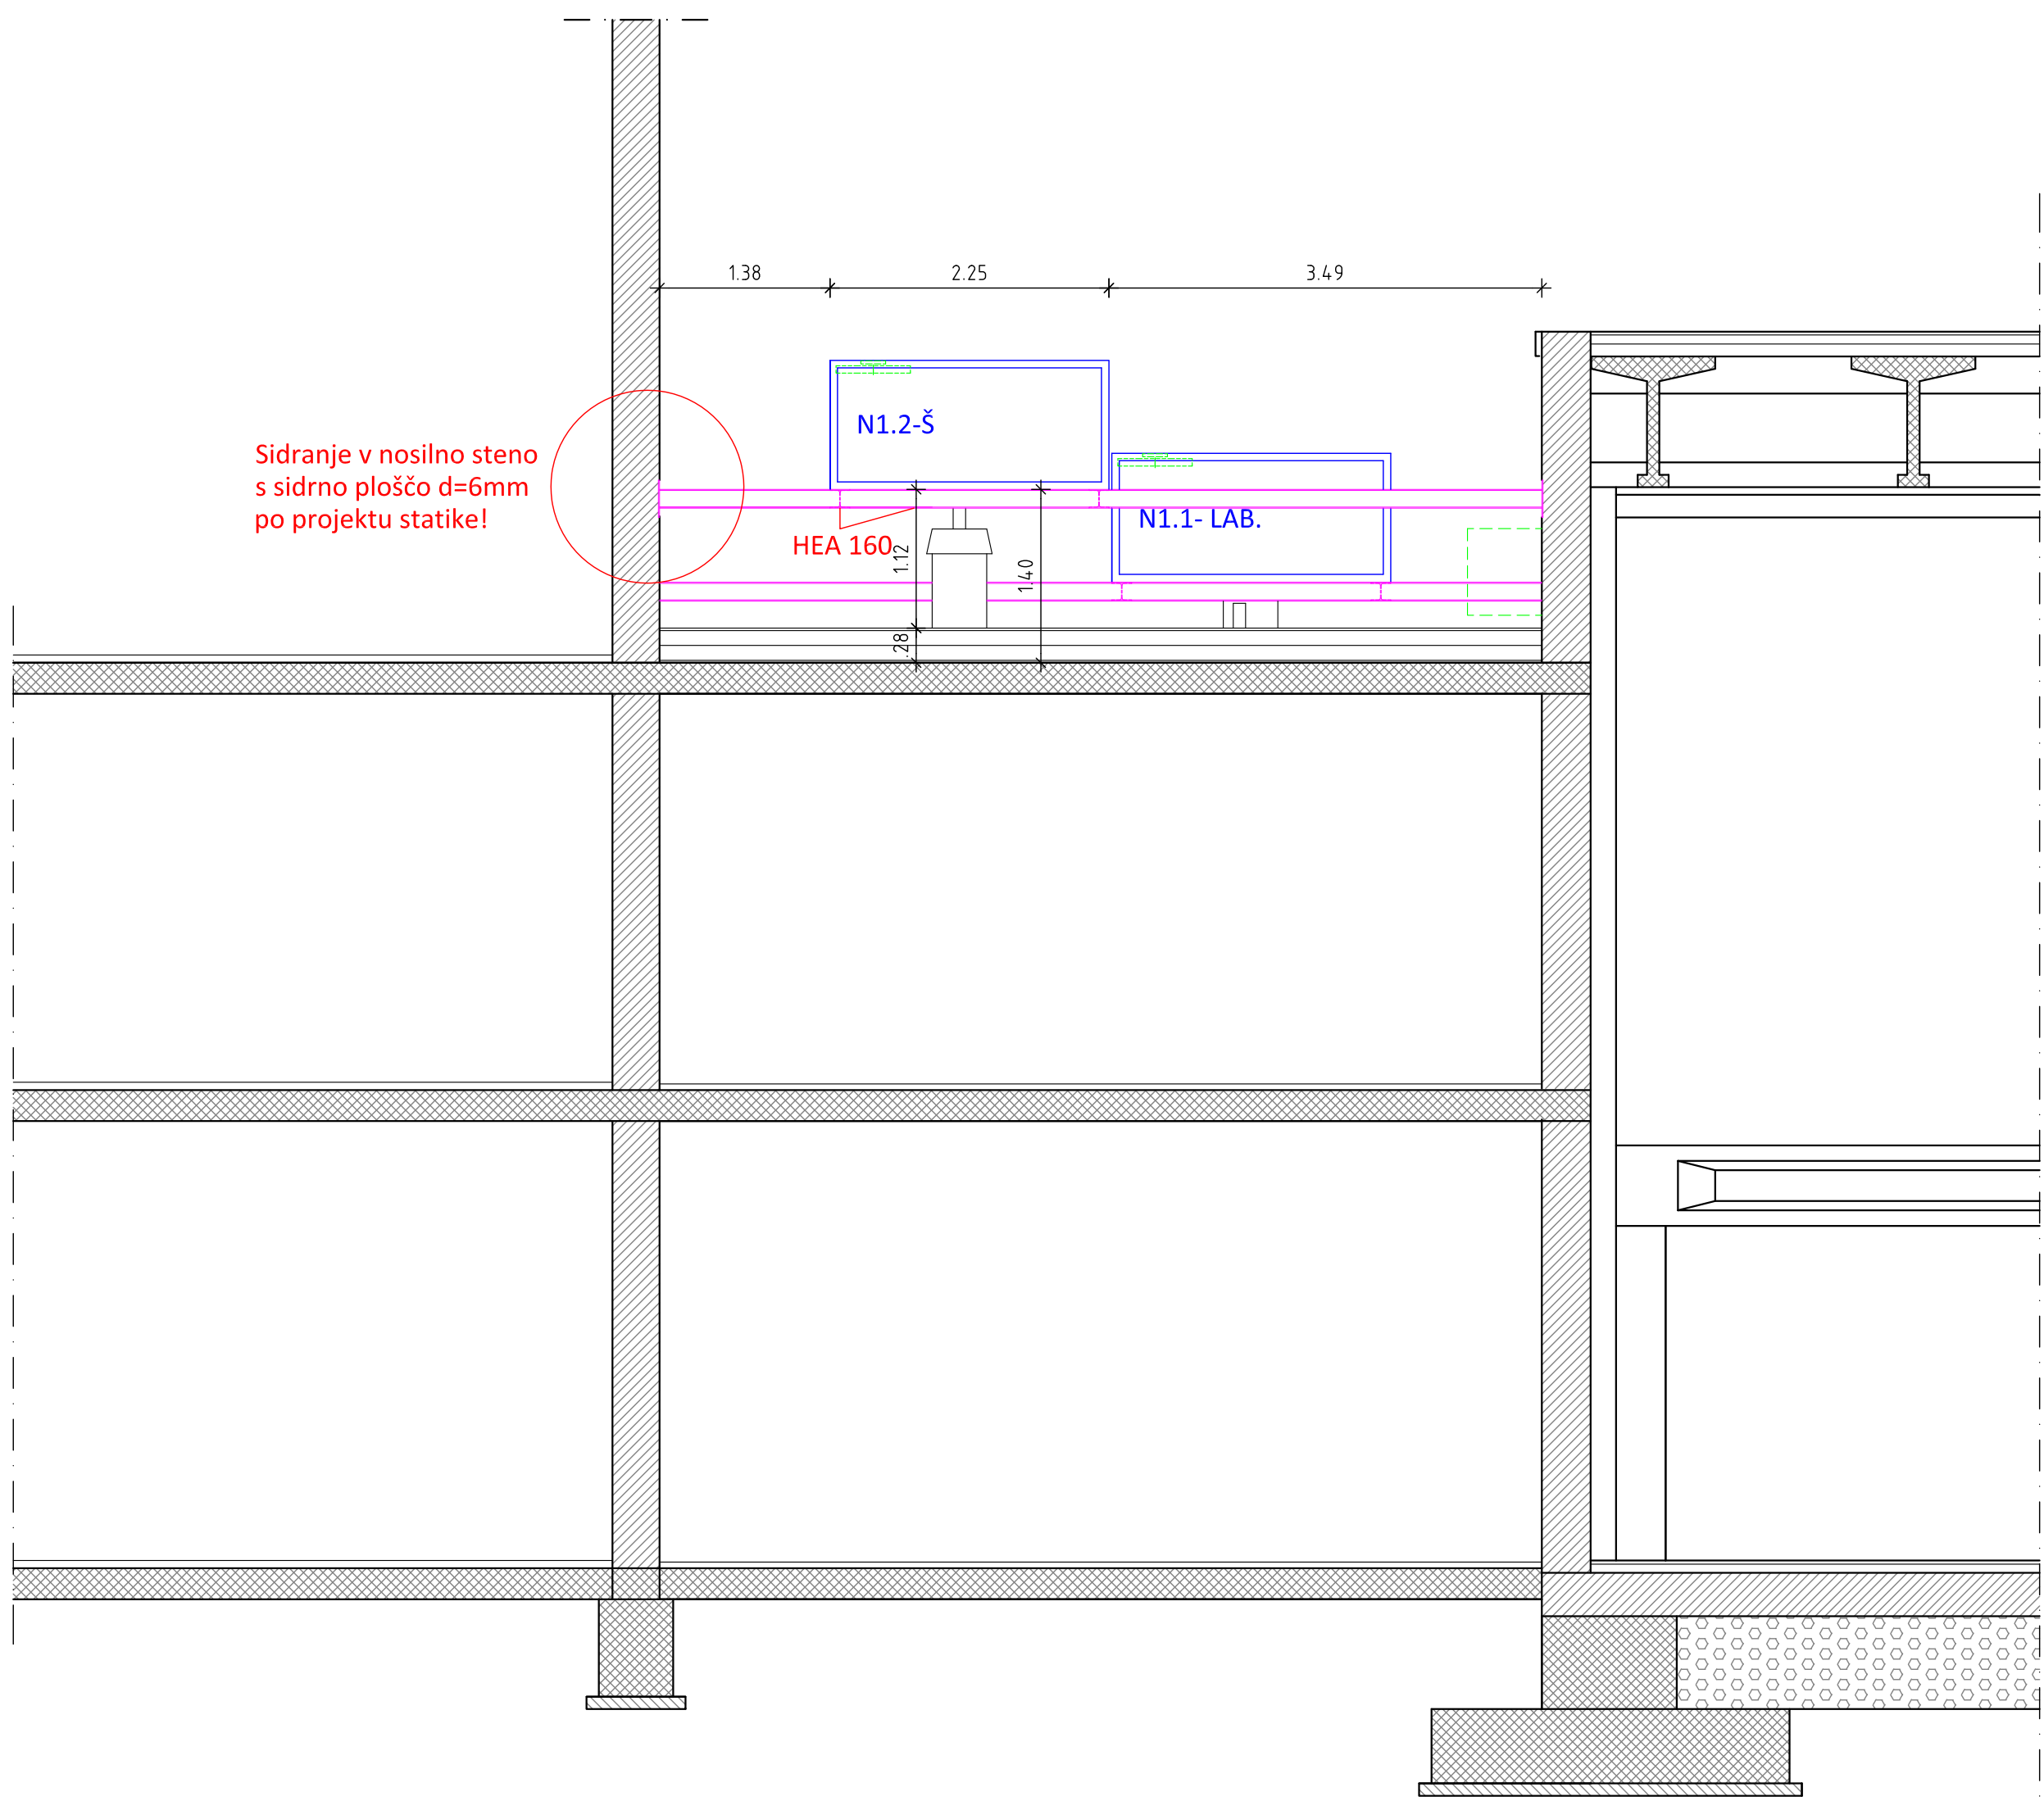 1.38
2.25
3.49
N1.2-Š
Sidranje v nosilno steno
s sidrno ploščo d=6mm
po projektu statike!
N1.1- LAB.
HEA 160
1.12
1.40
.28